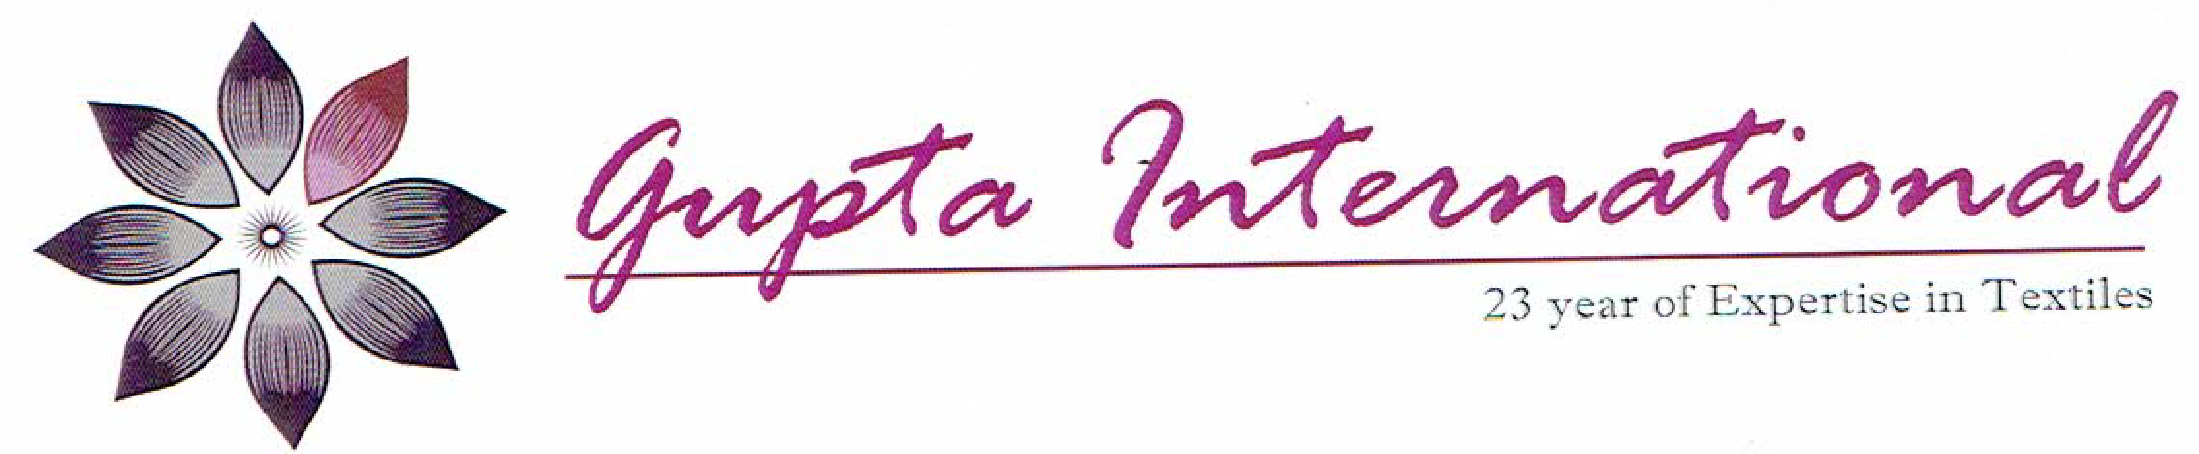 Gupta International
23 year of Expertise in Textiles